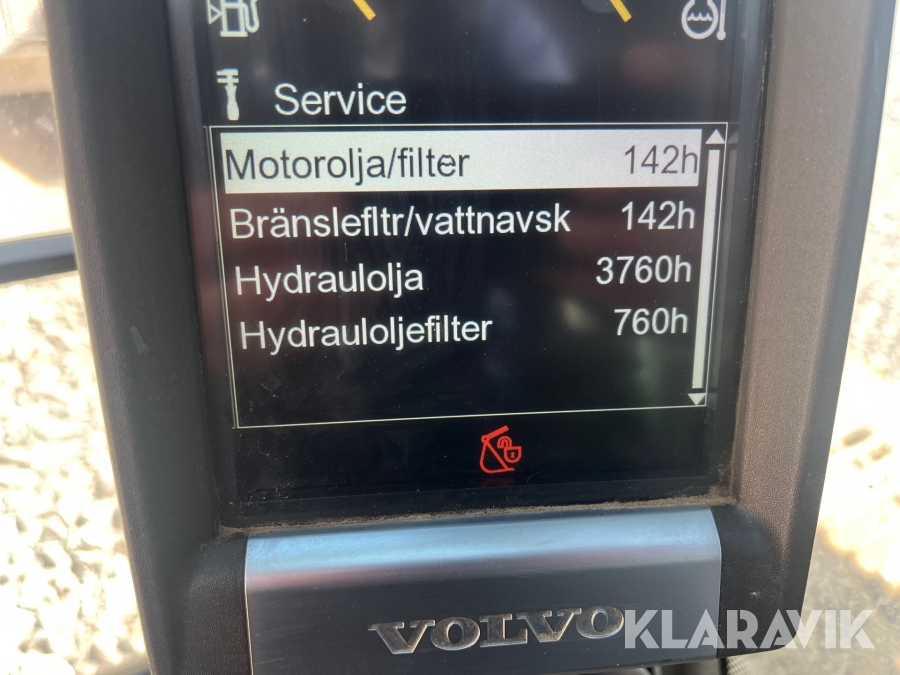 Service
Motorolja/filter 142h
Bränslefltr/vattnavsk 142h
Hydraulolja 3760h
Hydrauloljefilter 760h
VOLVO
KLARAVIK